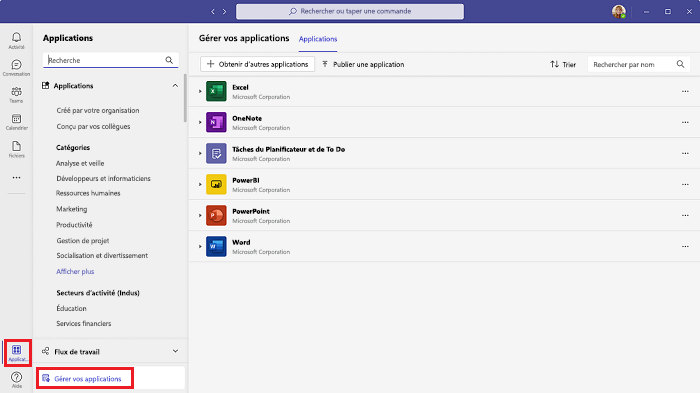 Rechercher ou taper une commande
Activité
Conversation
Teams
Calendrier
Fichiers
Applicat...
Aide
Applications
Recherche
Applications
Créé par votre organisation
Conçu par vos collègues
Catégories
Analyse et veille
Développeurs et informaticiens
Ressources humaines
Marketing
Productivité
Gestion de projet
Socialisation et divertissement
Afficher plus
Secteurs d'activité (Indus)
Éducation
Services financiers
Flux de travail
Gérer vos applications
Gérer vos applications Applications
Obtenir d'autres applications Publier une application Trier Rechercher par nom
Excel
Microsoft Corporation
OneNote
Microsoft Corporation
Tâches du Planificateur et de To Do
Microsoft Corporation
PowerBI
Microsoft Corporation
PowerPoint
Microsoft Corporation
Word
Microsoft Corporation